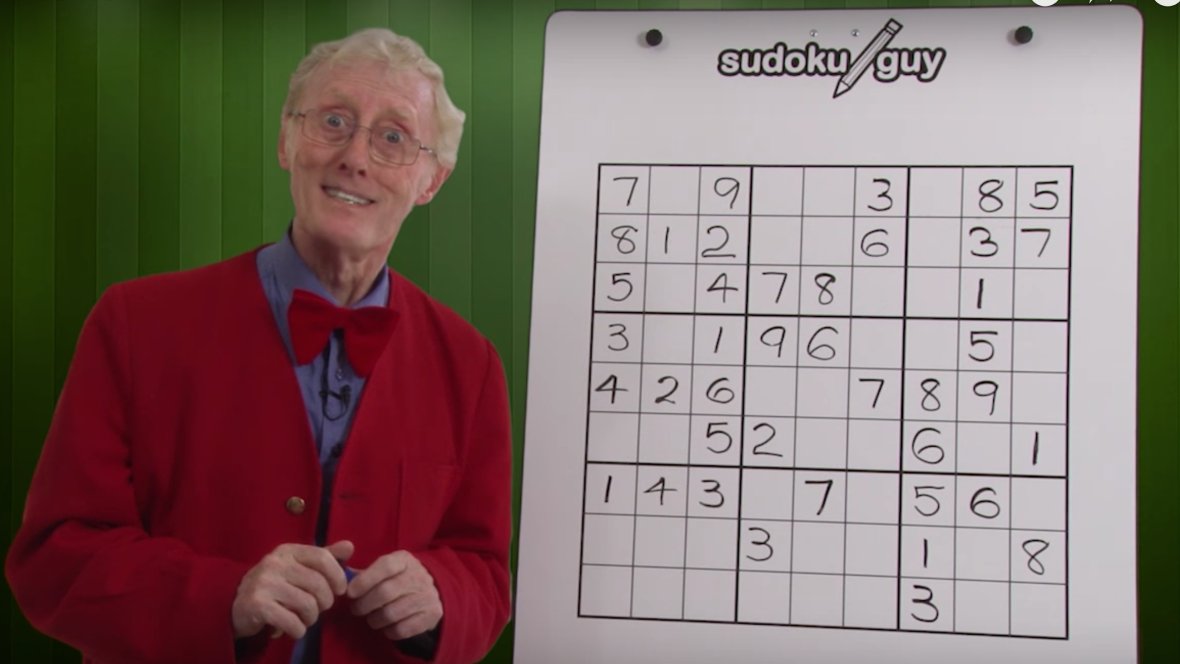 sudoku guy
7 9 3 8 5
8 1 2 6 3 7
5 4 7 8 1
3 1 9 6 5
4 2 6 7 8 9
5 2 6 1
1 4 3 7 5 6
3 1 8
3